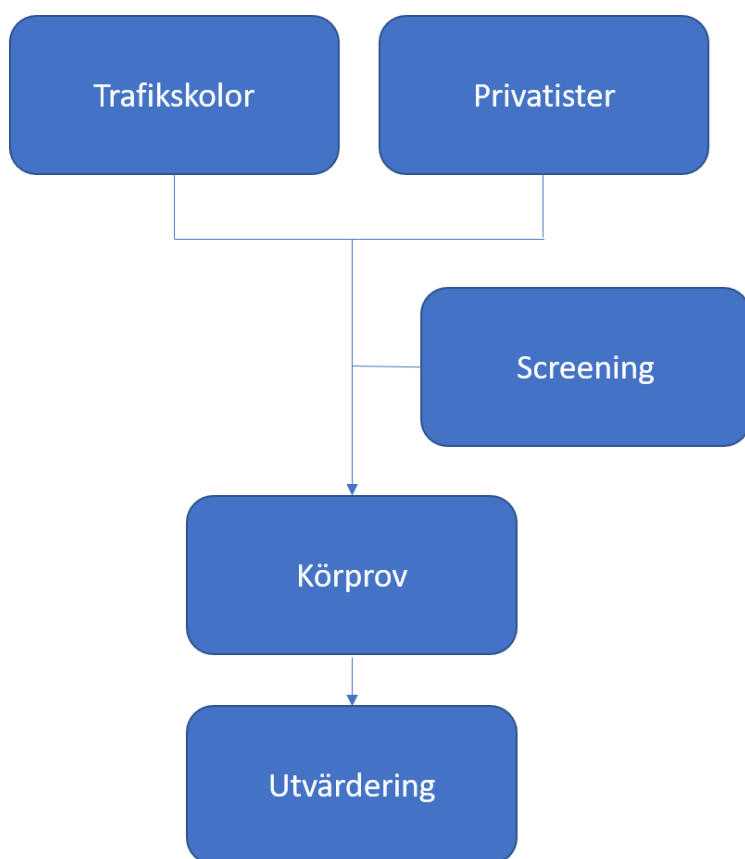 Trafikskolor
Privatister
Screening
Körprov
Utvärdering